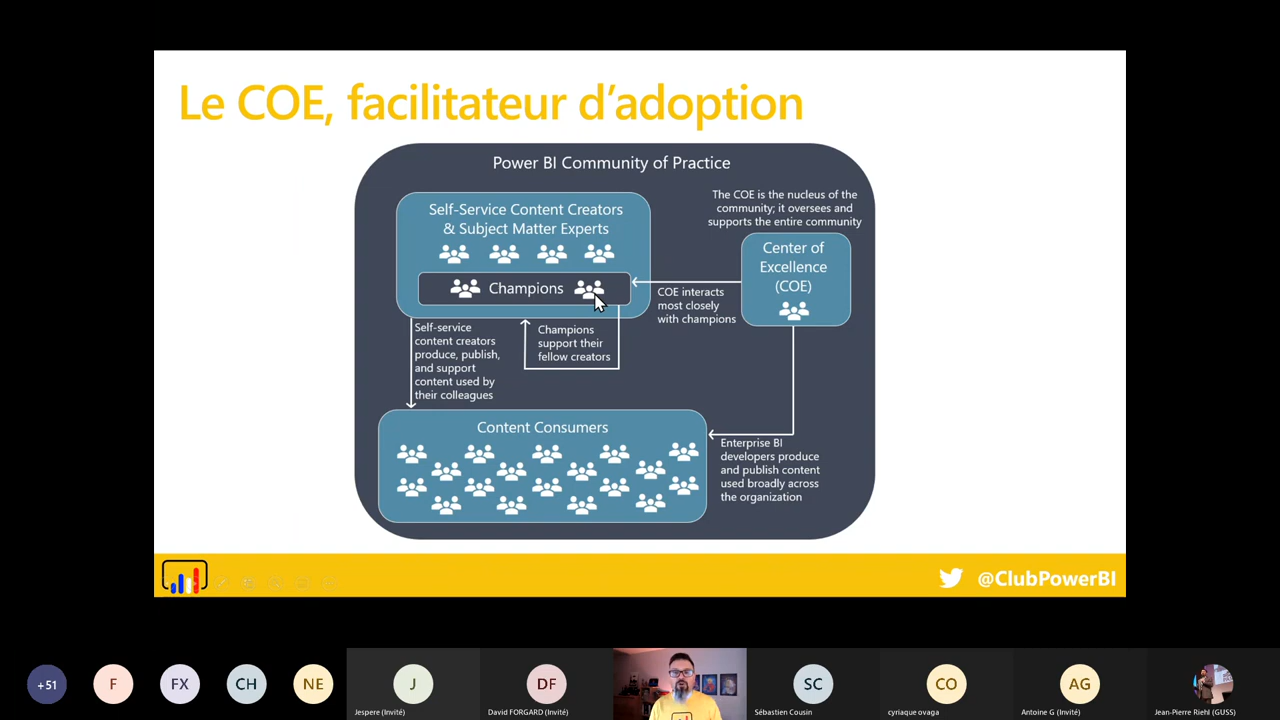 Le COE, facilitateur d’adoption
Power BI Community of Practice
Self-Service Content Creators
& Subject Matter Experts
Champions
The COE is the nucleus of the
community; it oversees and
supports the entire community
Center of
Excellence
(COE)
COE interacts
most closely
with champions
Self-service
content creators
produce, publish,
and support
content used by
their colleagues
Champions
support their
fellow creators
Content Consumers
Enterprise BI
developers produce
and publish content
used broadly across
the organization
@ClubPowerBI
+51
F
FX
CH
NE
J
Jespere (Invité)
DF
David FORGARD (Invité)
SC
Sébastien Cousin
CO
cyriaque ovaga
AG
Antoine G (Invité)
Jean-Pierre Riehl (GUSS)